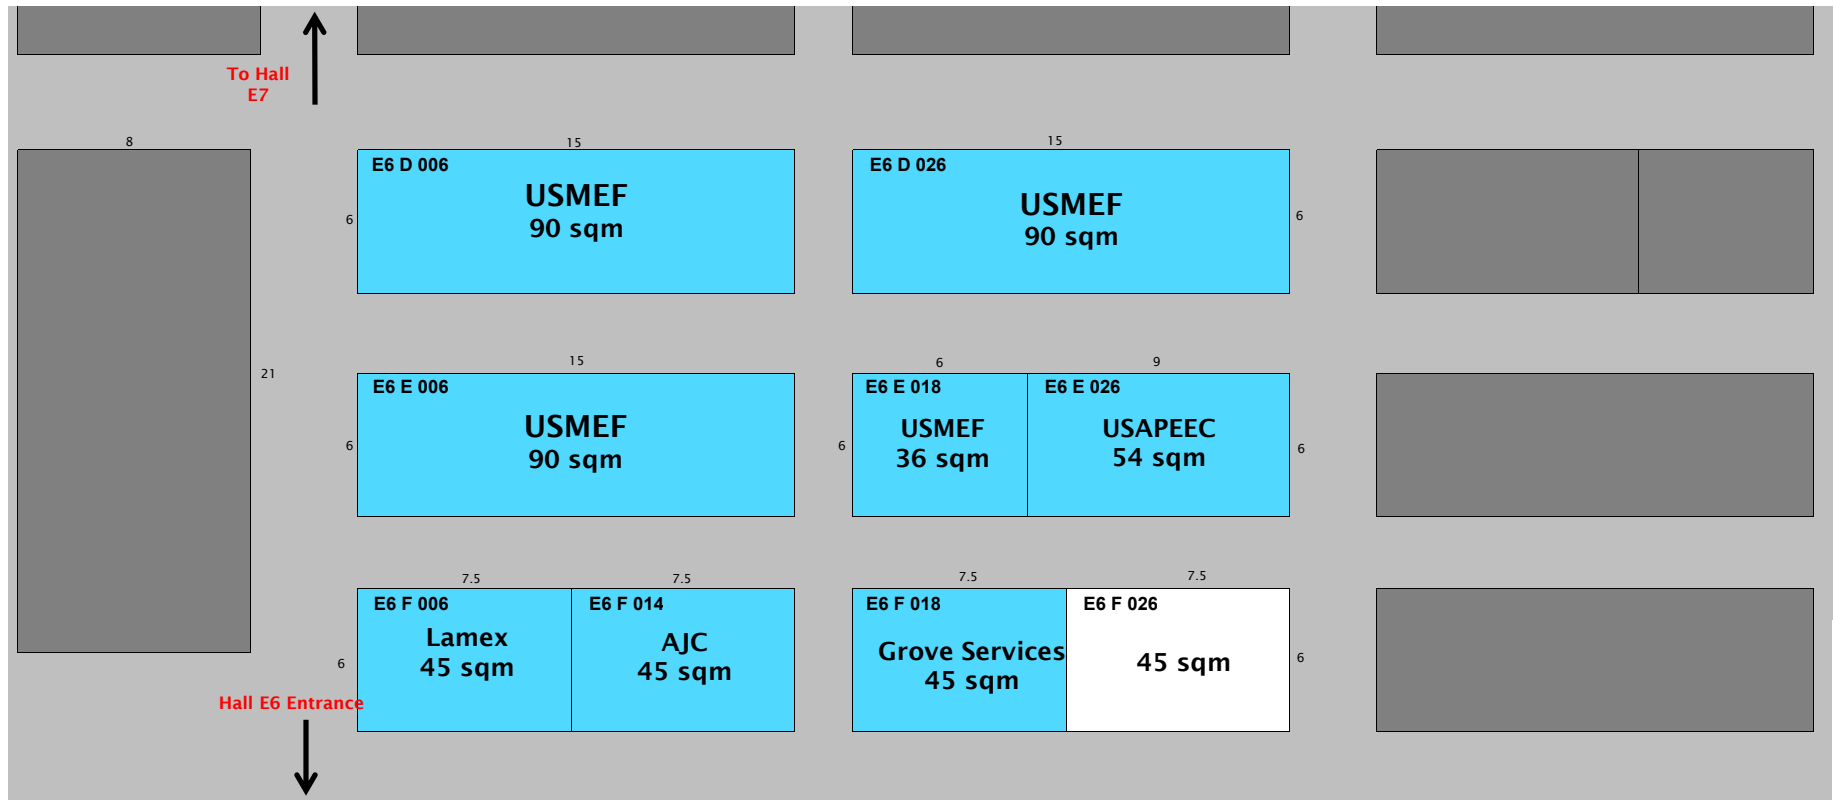 To Hall
E7
8
15
15
E6 D 006
USMEF
90 sqm
6
E6 D 026
USMEF
90 sqm
6
21
15
6
9
E6 E 006
USMEF
90 sqm
6
E6 E 018
USMEF
36 sqm
6
E6 E 026
USAPEEC
54 sqm
6
7.5
7.5
7.5
7.5
E6 F 006
Lamex
45 sqm
6
E6 F 014
AJC
45 sqm
E6 F 018
Grove Services
45 sqm
E6 F 026
45 sqm
6
Hall E6 Entrance